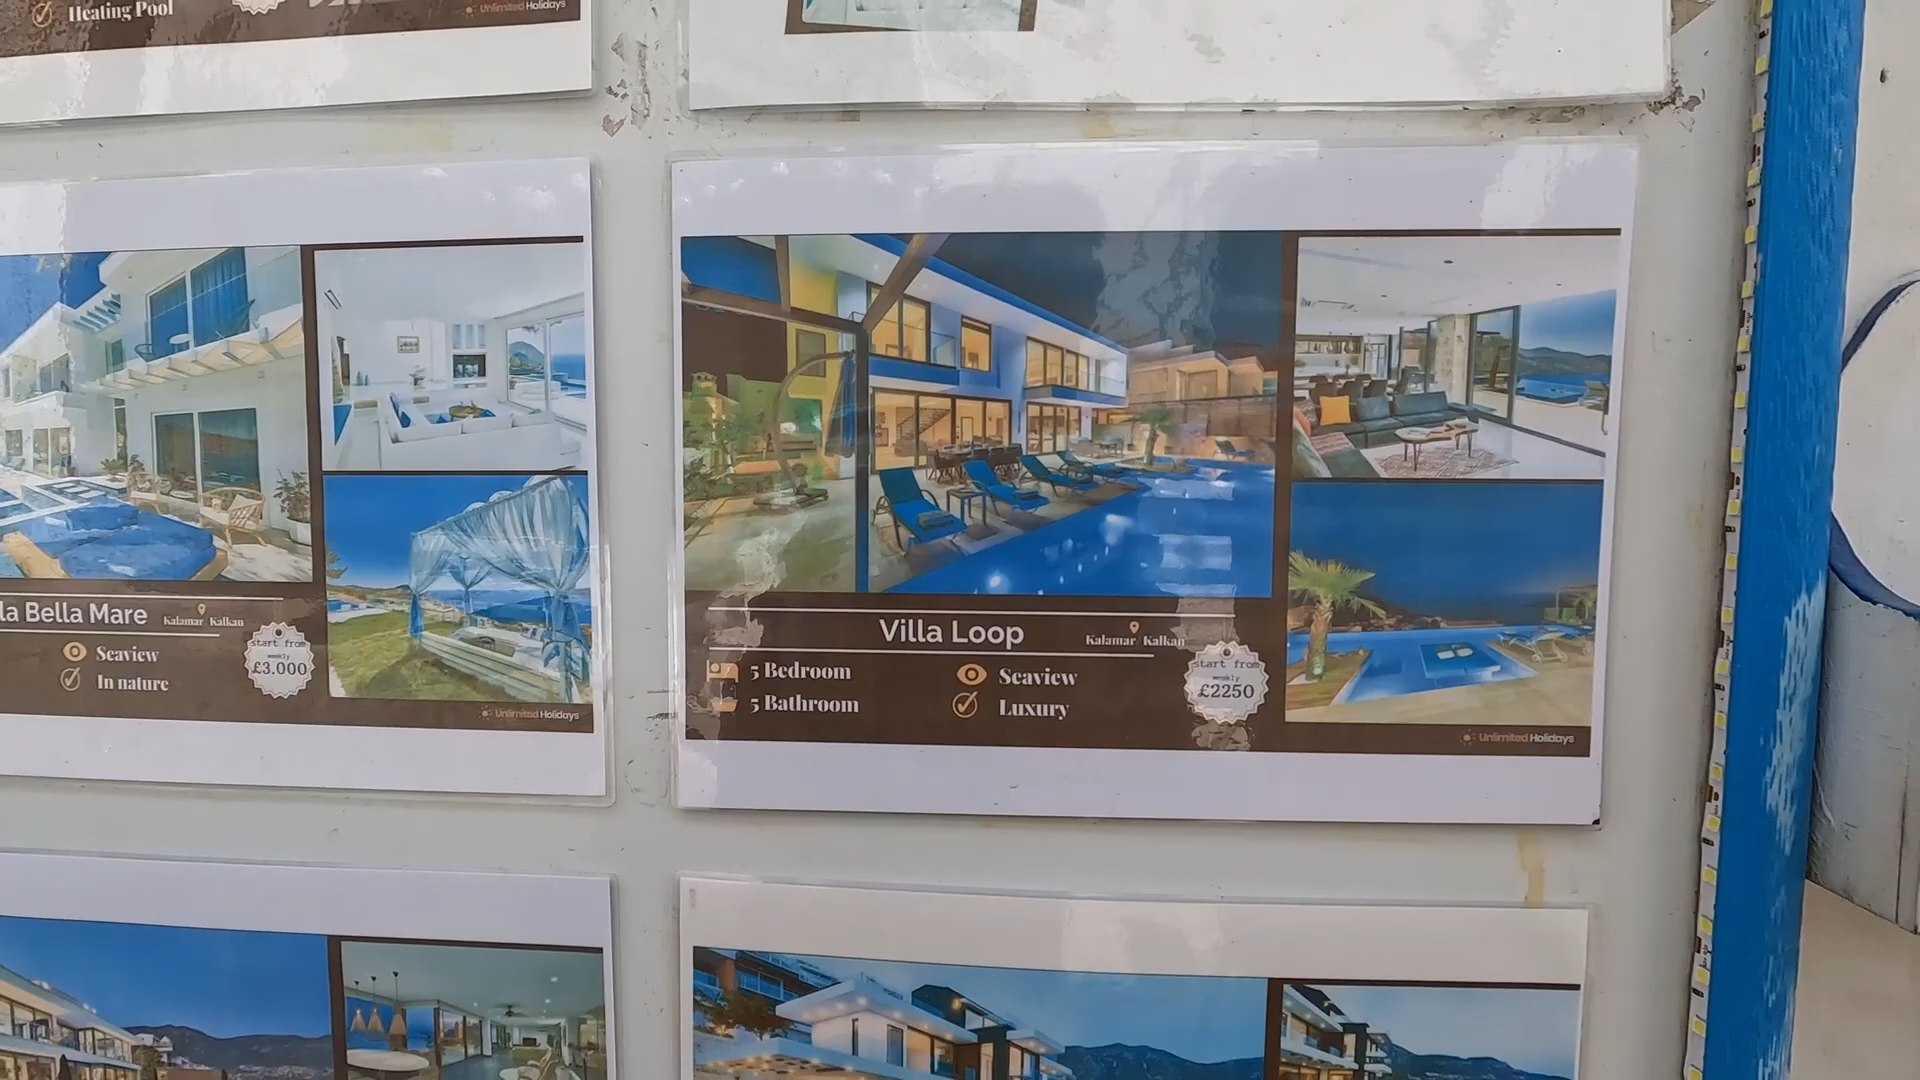 Heating Pool
Unlimited Holidays
la Bella Mare
Kalamar Kalkan
Seaview
In nature
start from
weekly
£3.000
Unlimited Holidays
Villa Loop
Kalamar Kalkan
5 Bedroom
5 Bathroom
Seaview
Luxury
start from
weekly
£2250
Unlimited Holidays